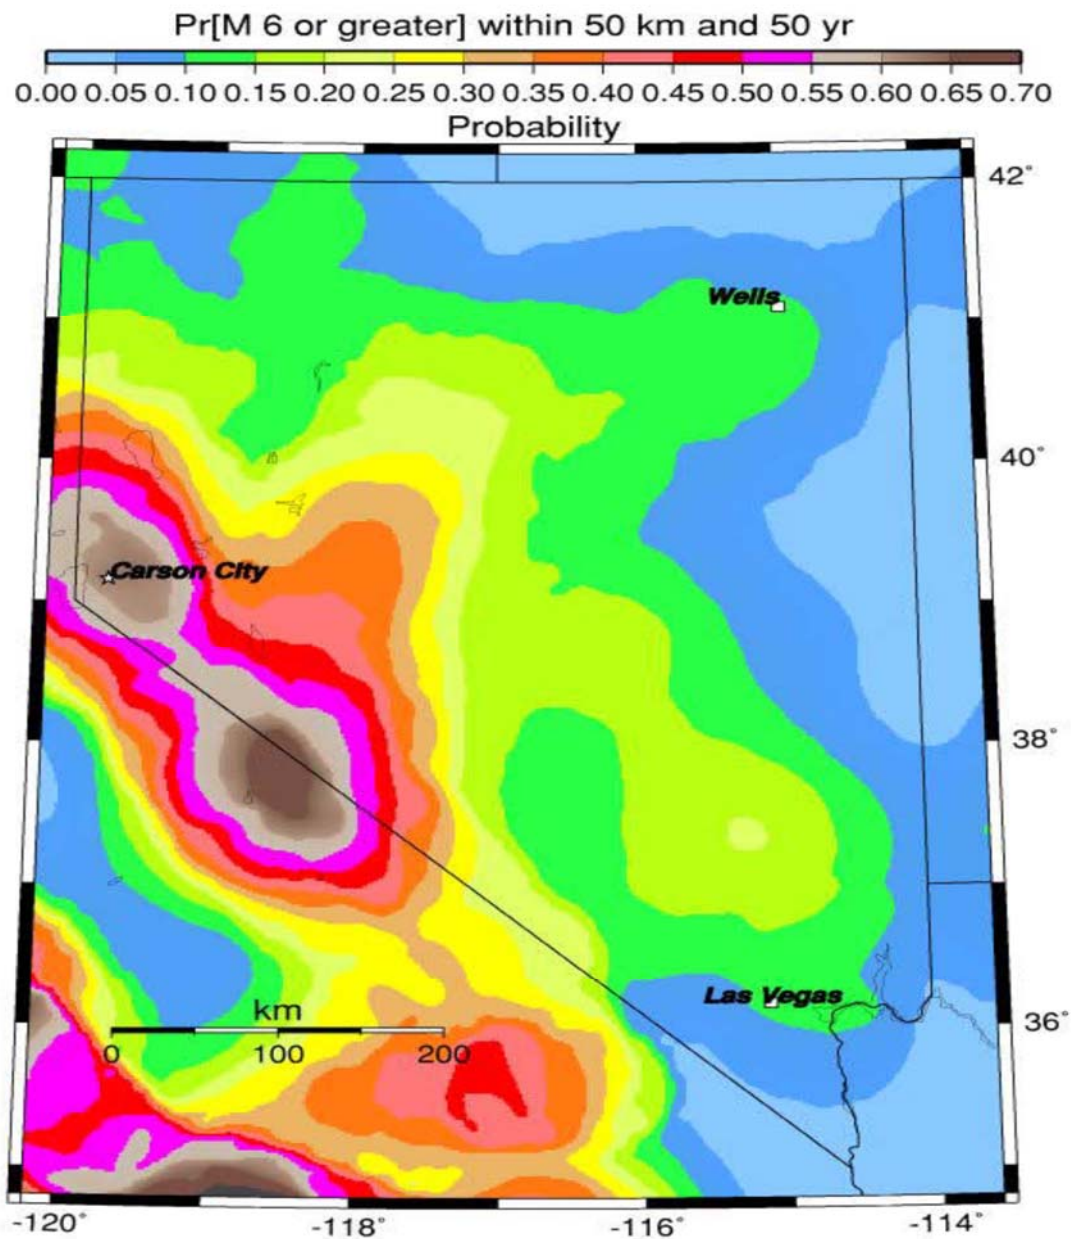 Pr[M 6 or greater] within 50 km and 50 yr
0.00 0.05 0.10 0.15 0.20 0.25 0.30 0.35 0.40 0.45 0.50 0.55 0.60 0.65 0.70
Probability
42°
Wells
40°
Carson City
38°
Las Vegas
36°
km
0 100 200
-120° -118° -116° -114°